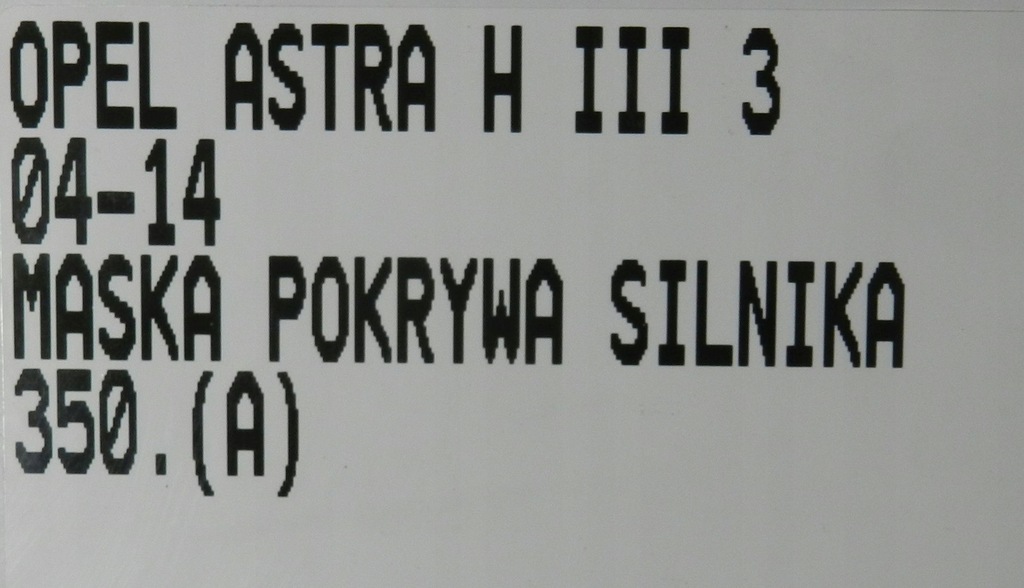 OPEL ASTRA H III 3
04-14
MASKA POKRYWA SILNIKA
350.(A)